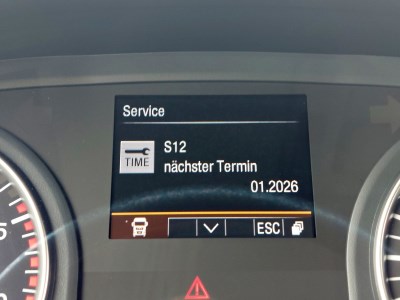 Service
S12
TIME
nächster Termin
01.2026
ESC